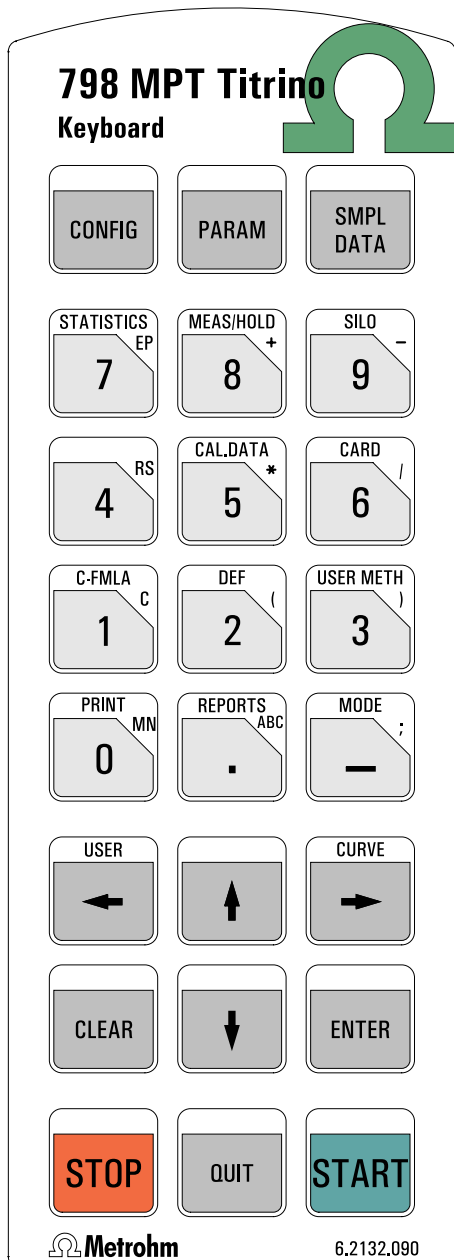 798 MPT Titrino
Keyboard
CONFIG
PARAM
SMPL
DATA
STATISTICS
EP
7
MEAS/HOLD
+
8
SILO
–
9
RS
4
CAL.DATA
*
5
CARD
/
6
C-FMLA
C
1
DEF
(
2
USER METH
)
3
PRINT
MN
0
REPORTS
ABC
.
MODE
;
—
USER
CURVE
CLEAR
ENTER
STOP
QUIT
START
Metrohm
6.2132.090